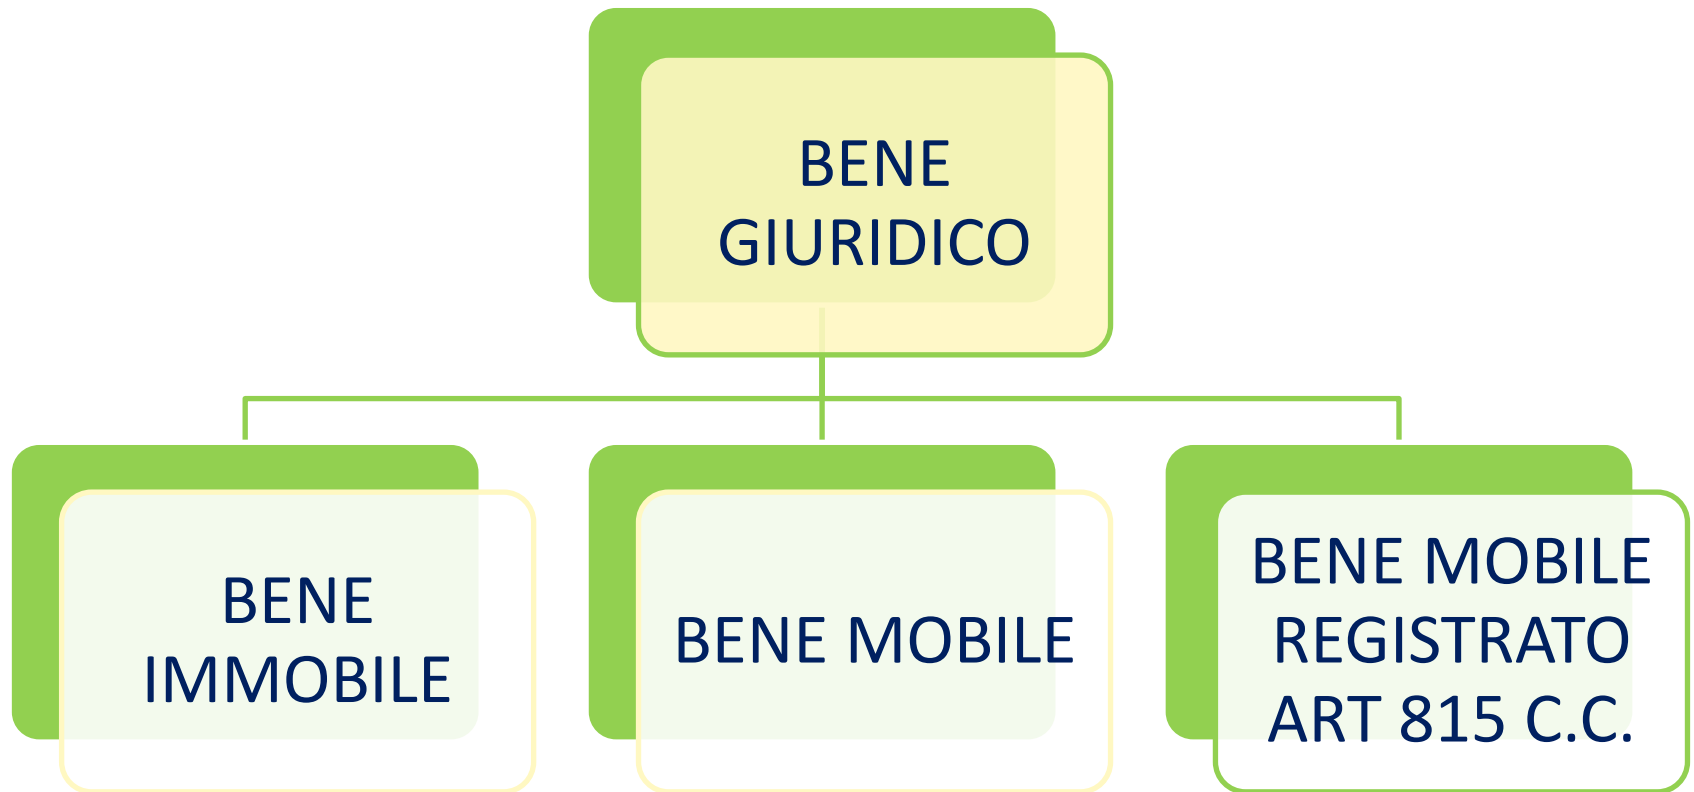 BENE
GIURIDICO
BENE
IMMOBILE
BENE MOBILE
BENE MOBILE
REGISTRATO
ART 815 C.C.